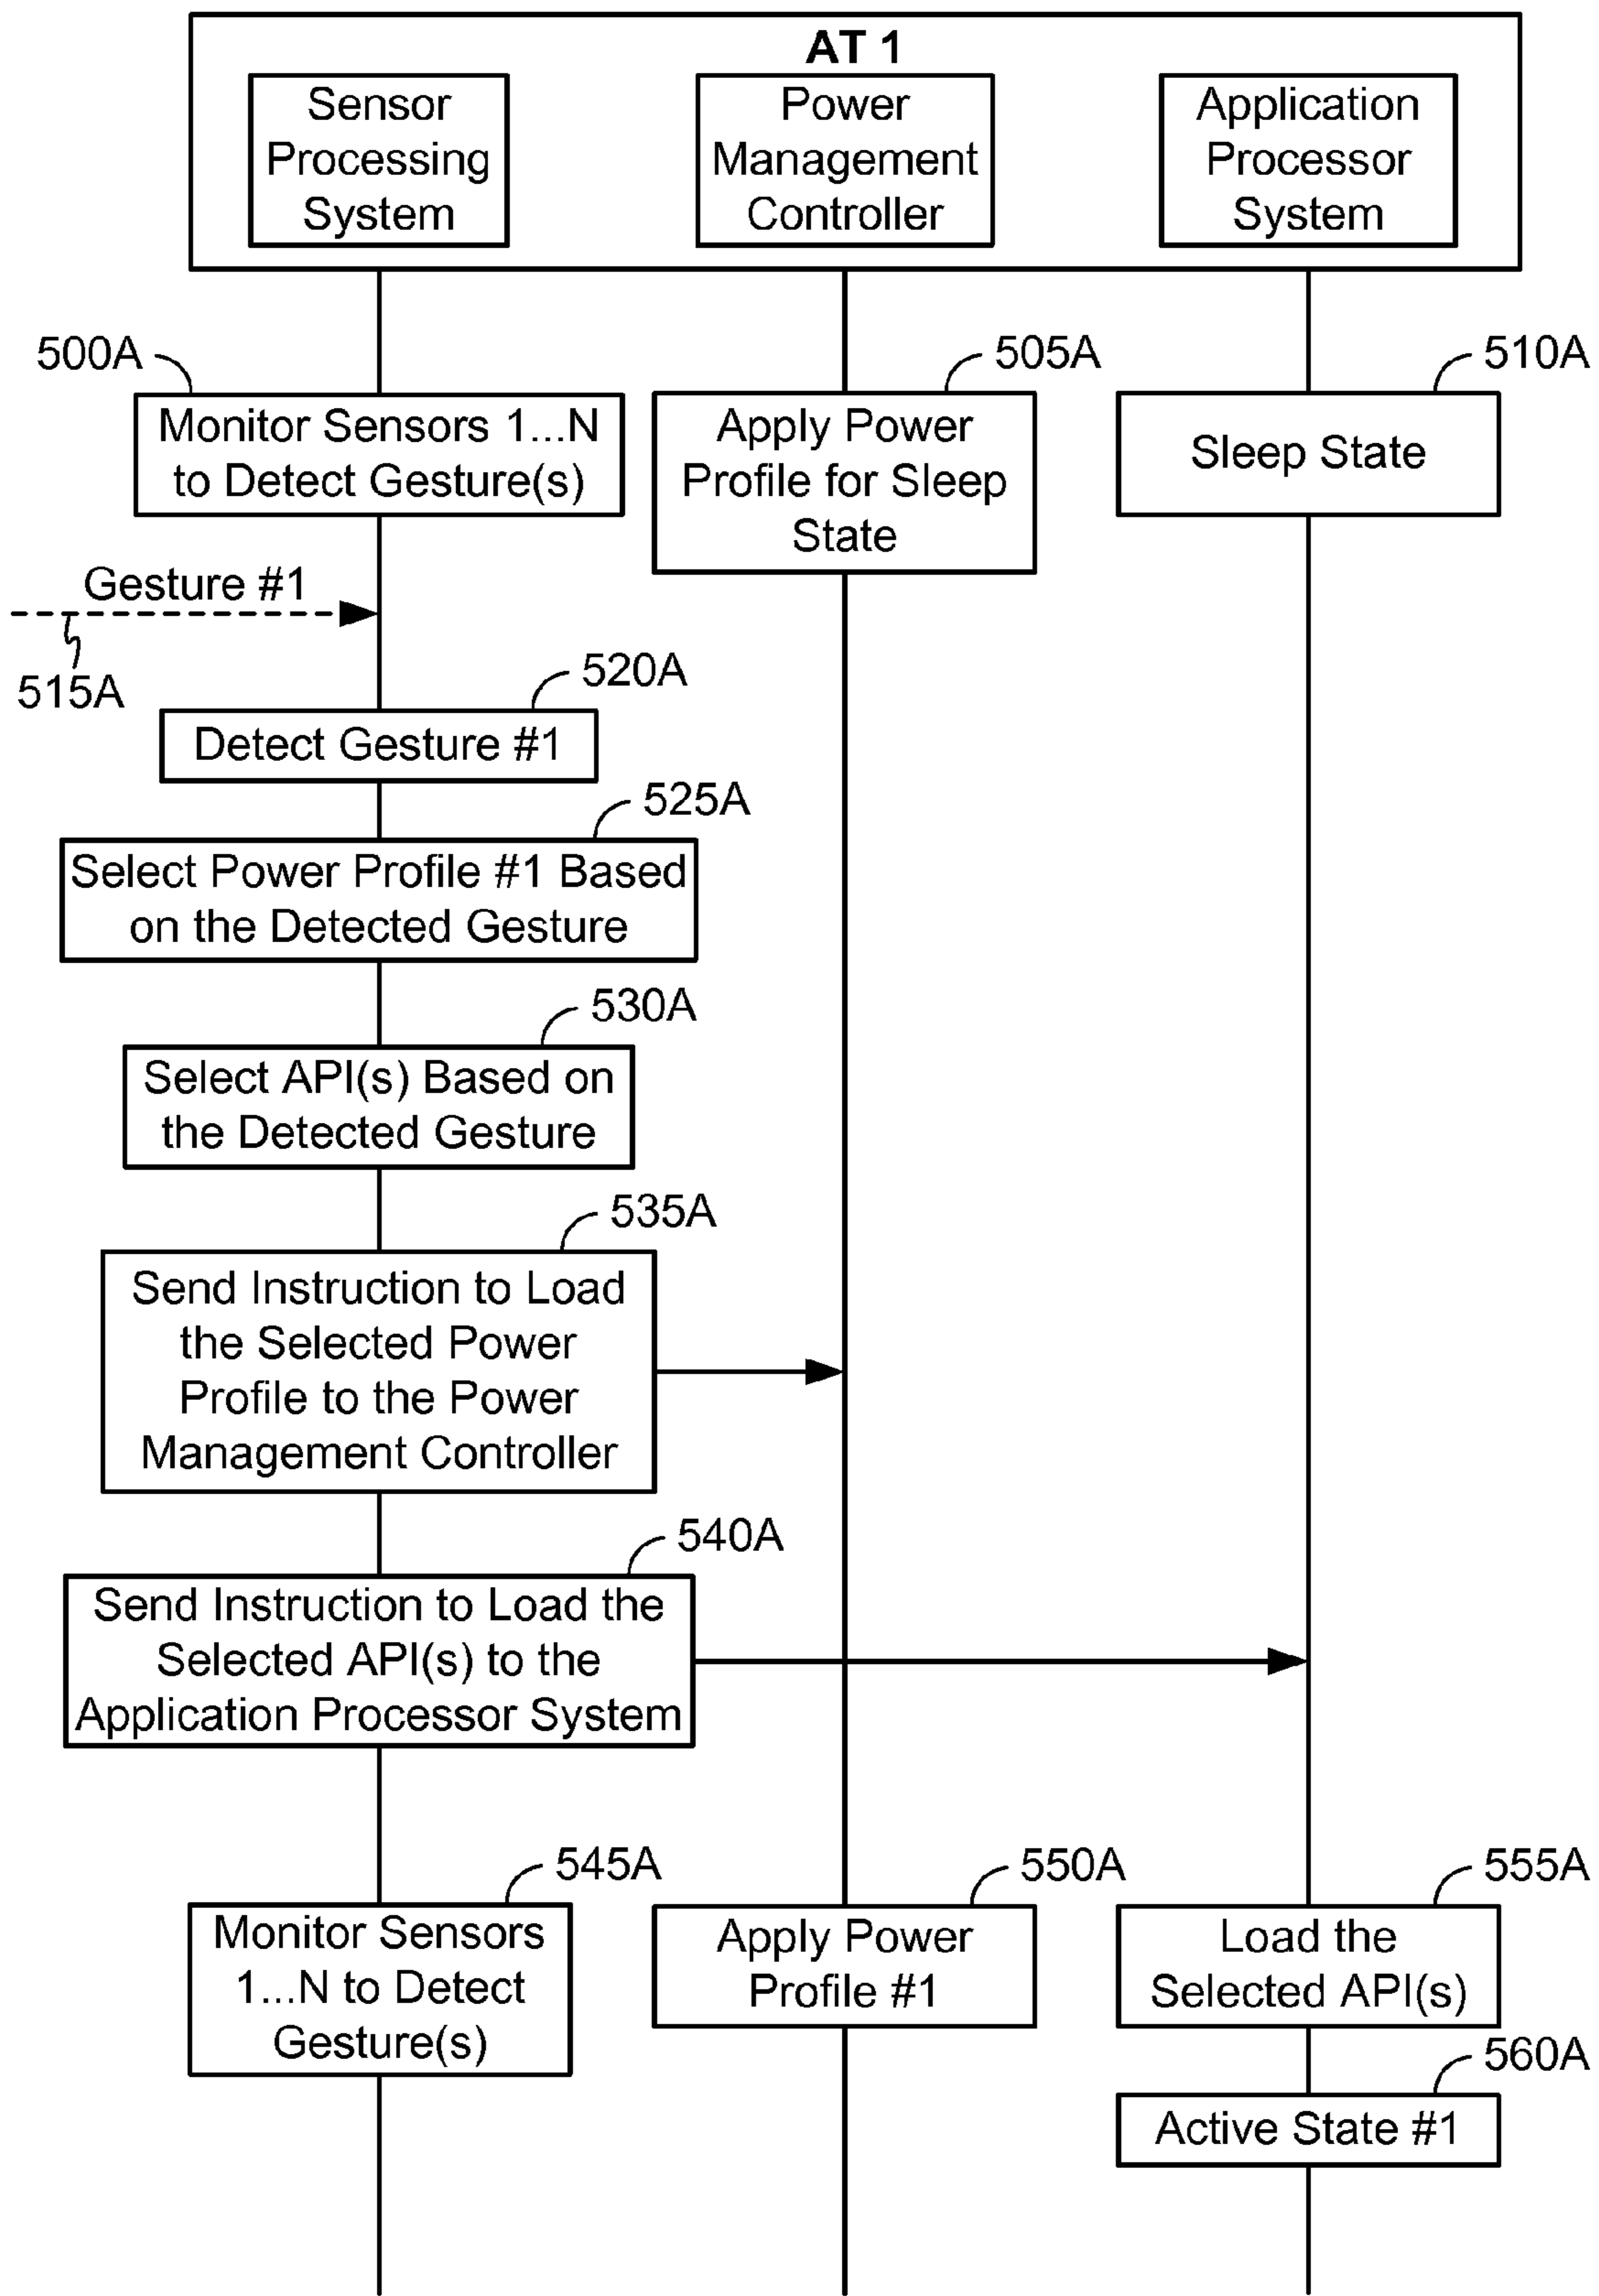 AT 1
Sensor
Processing
System
Power
Management
Controller
Application
Processor
System
500A
Monitor Sensors 1...N
to Detect Gesture(s)
505A
Apply Power
Profile for Sleep
State
510A
Sleep State
Gesture #1
515A
520A
Detect Gesture #1
525A
Select Power Profile #1 Based
on the Detected Gesture
530A
Select API(s) Based on
the Detected Gesture
535A
Send Instruction to Load
the Selected Power
Profile to the Power
Management Controller
540A
Send Instruction to Load the
Selected API(s) to the
Application Processor System
545A
Monitor Sensors
1...N to Detect
Gesture(s)
550A
Apply Power
Profile #1
555A
Load the
Selected API(s)
560A
Active State #1